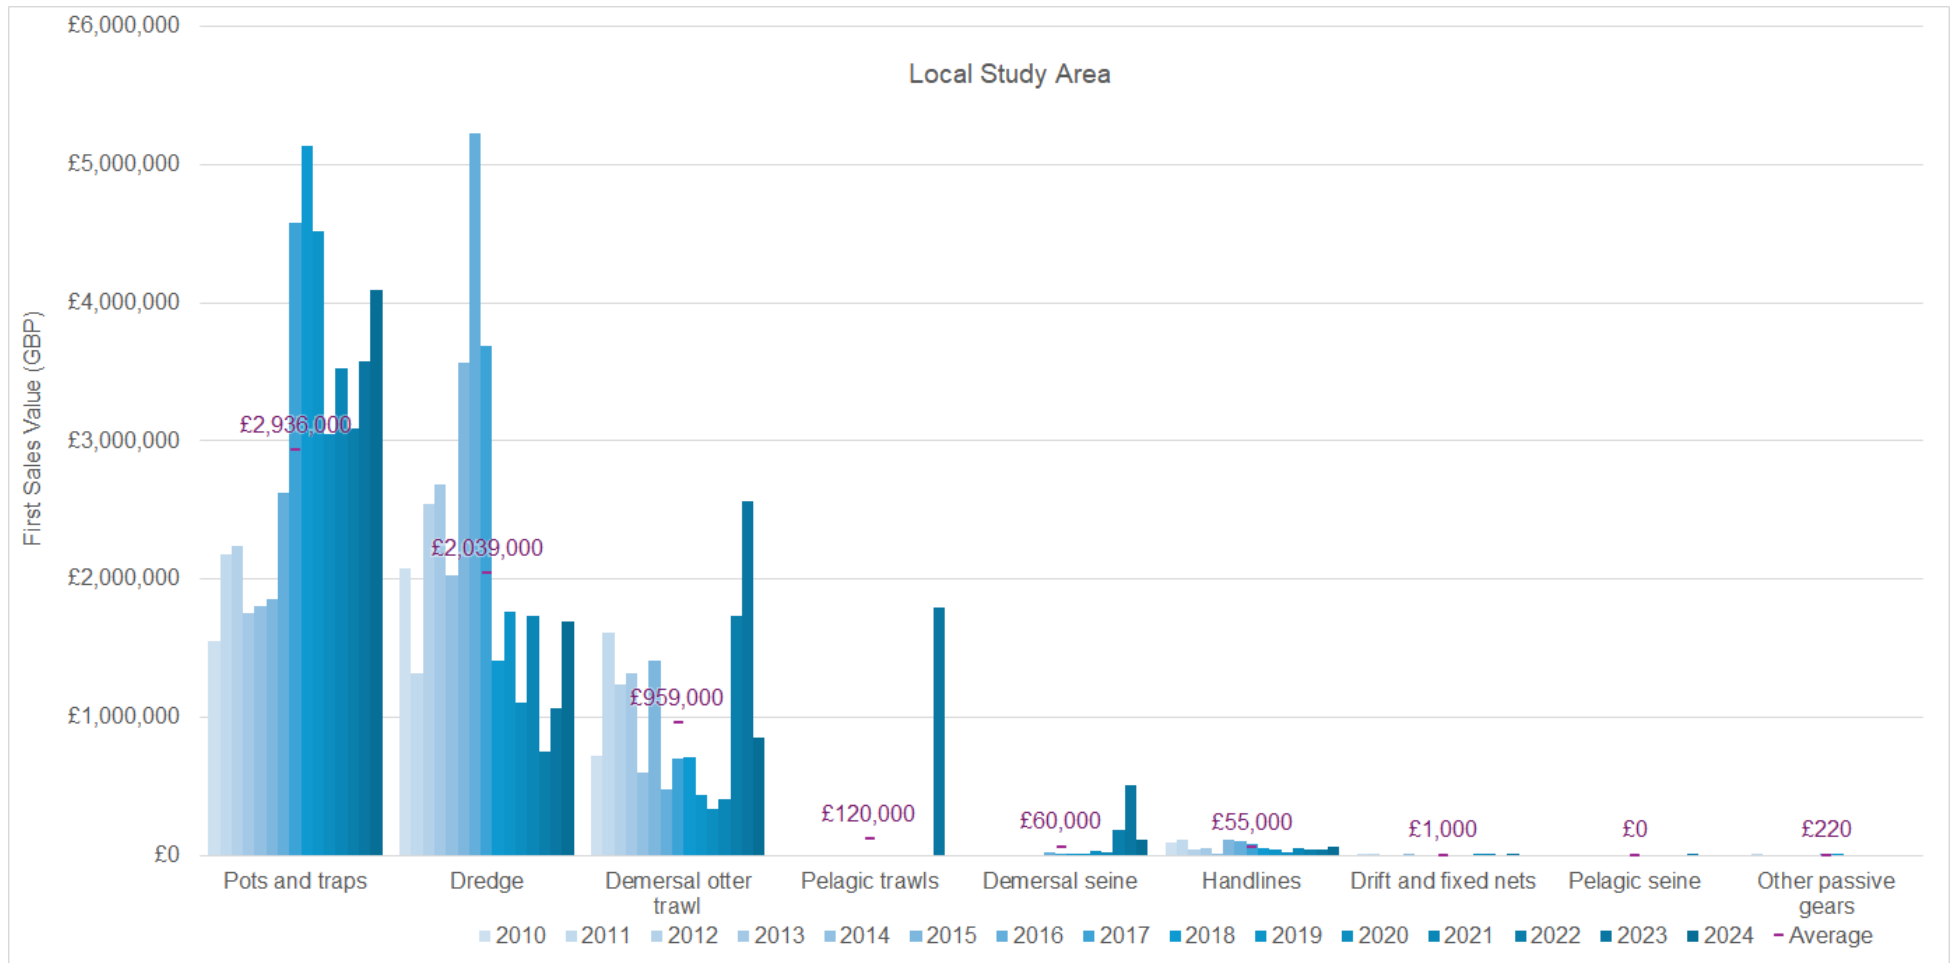 Local Study Area
First Sales Value (GBP)
£6,000,000
£5,000,000
£4,000,000
£3,000,000
£2,000,000
£1,000,000
£0
£2,936,000
£2,039,000
£959,000
£120,000
£60,000
£55,000
£1,000
£0
£220
Pots and traps
Dredge
Demersal otter
trawl
Pelagic trawls
Demersal seine
Handlines
Drift and fixed nets
Pelagic seine
Other passive
gears
2010 2011 2012 2013 2014 2015 2016 2017 2018 2019 2020 2021 2022 2023 2024 Average